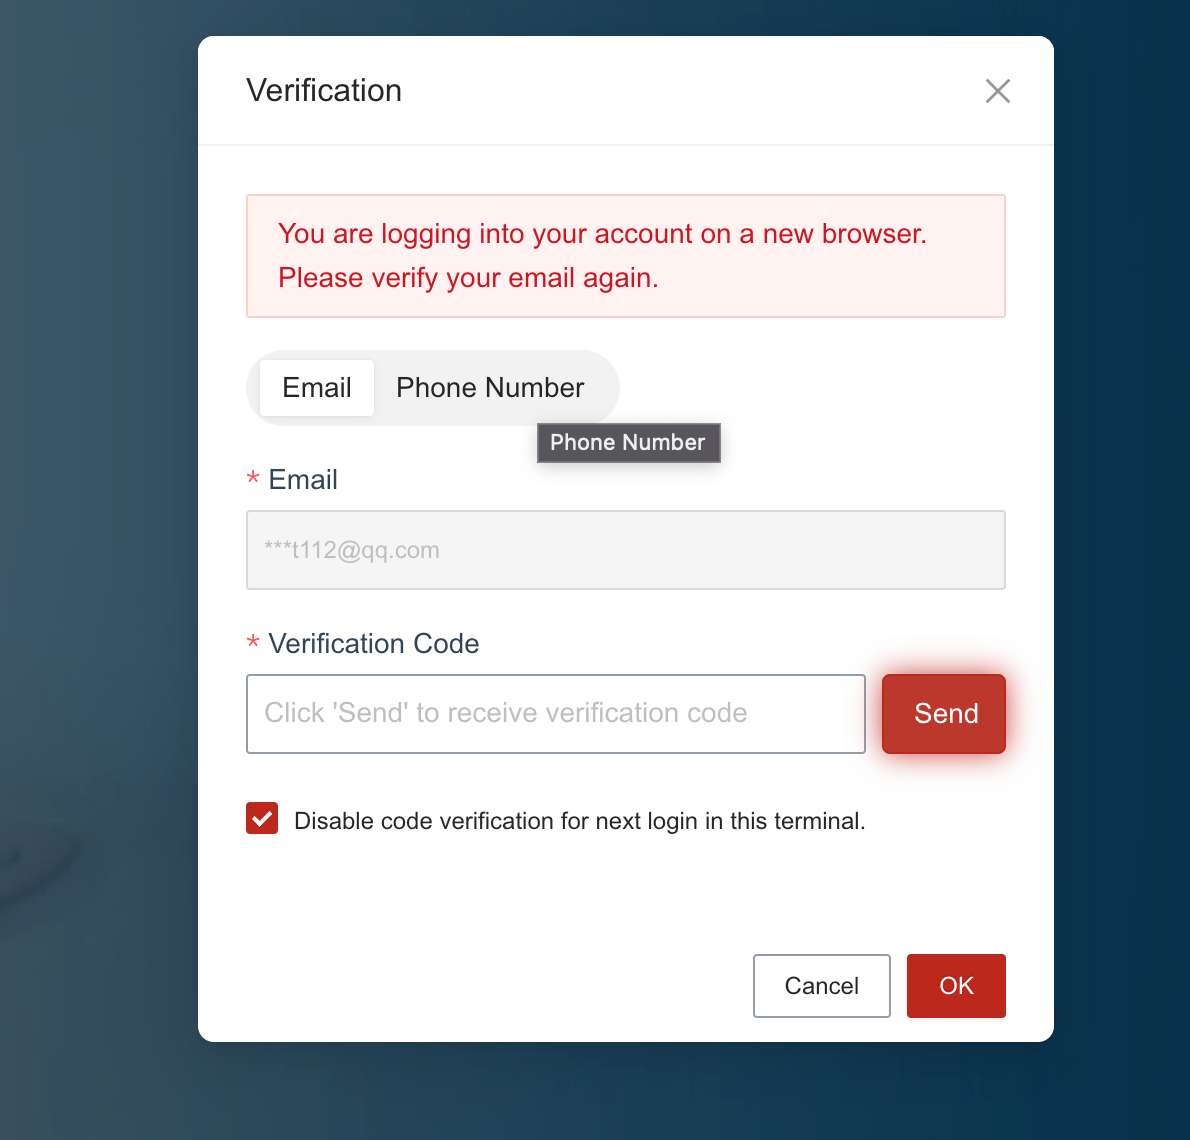 Verification
You are logging into your account on a new browser.
Please verify your email again.
Email Phone Number
Phone Number
* Email
***t112@qq.com
* Verification Code
Click 'Send' to receive verification code
Send
Disable code verification for next login in this terminal.
Cancel
OK